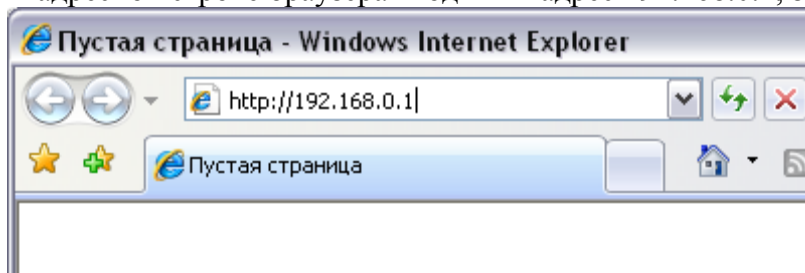 Пустая страница - Windows Internet Explorer
http://192.168.0.1
Пустая страница